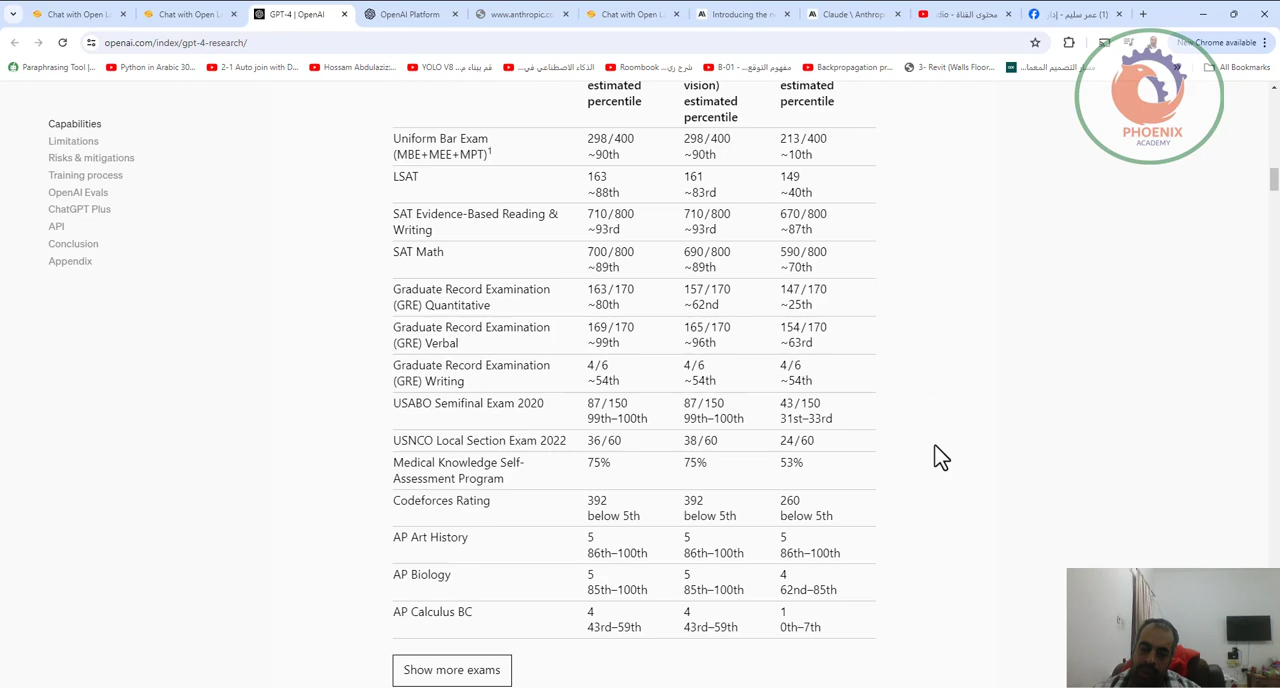 Chat with Open L
Chat with Open L
GPT-4 | OpenAI
OpenAI Platform
www.anthropic.c
Chat with Open L
Introducing the n
Claude \ Anthrop
محتوى القناة - dio
(1) عمر سليم - إدار
openai.com/index/gpt-4-research/
New Chrome available
Paraphrasing Tool |...
Python in Arabic 30...
2-1 Auto join with D...
Hossam Abdulaziz:...
الذكاء الاصطناعي في...
Roombook شرح ري...
B-01 - مفهوم التوقع...
Backpropagation pr...
3- Revit (Walls Floor...
All Bookmarks
PHOENIX
ACADEMY
Capabilities
Limitations
Risks & mitigations
Training process
OpenAI Evals
ChatGPT Plus
API
Conclusion
Appendix
estimated vision) estimated
percentile estimated percentile
percentile
Uniform Bar Exam 298/400 298/400 213/400
(MBE+MEE+MPT)1 ~90th ~90th ~10th
LSAT 163 161 149
~88th ~83rd ~40th
SAT Evidence-Based Reading & 710/800 710/800 670/800
Writing ~93rd ~93rd ~87th
SAT Math 700/800 690/800 590/800
~89th ~89th ~70th
Graduate Record Examination 163/170 157/170 147/170
(GRE) Quantitative ~80th ~62nd ~25th
Graduate Record Examination 169/170 165/170 154/170
(GRE) Verbal ~99th ~96th ~63rd
Graduate Record Examination 4/6 4/6 4/6
(GRE) Writing ~54th ~54th ~54th
USABO Semifinal Exam 2020 87/150 87/150 43/150
99th–100th 99th–100th 31st–33rd
USNCO Local Section Exam 2022 36/60 38/60 24/60
Medical Knowledge Self- 75% 75% 53%
Assessment Program
Codeforces Rating 392 392 260
below 5th below 5th below 5th
AP Art History 5 5 5
86th–100th 86th–100th 86th–100th
AP Biology 5 5 4
85th–100th 85th–100th 62nd–85th
AP Calculus BC 4 4 1
43rd–59th 43rd–59th 0th–7th
Show more exams